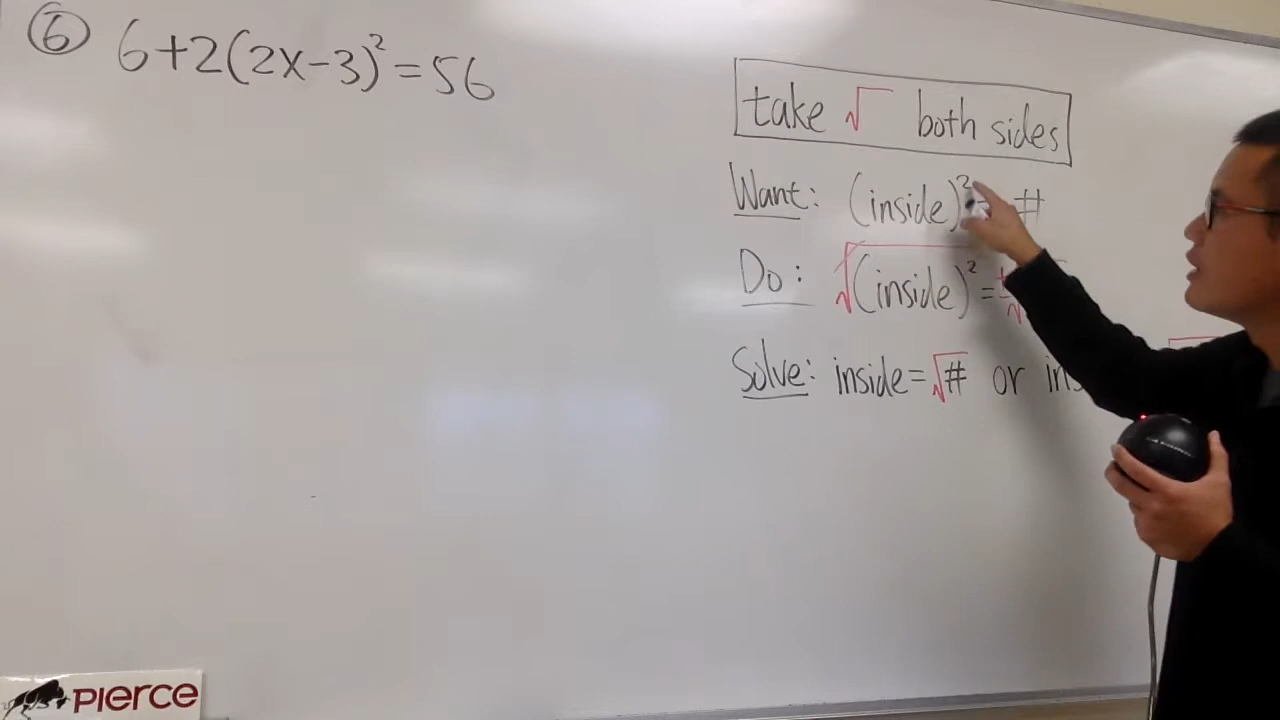 ⑥ 6+2(2x-3)²=56
take √ both sides
Want: (inside)² = #
Do: √(inside)² = ±√
Solve: inside=√# or ins
PIERCE